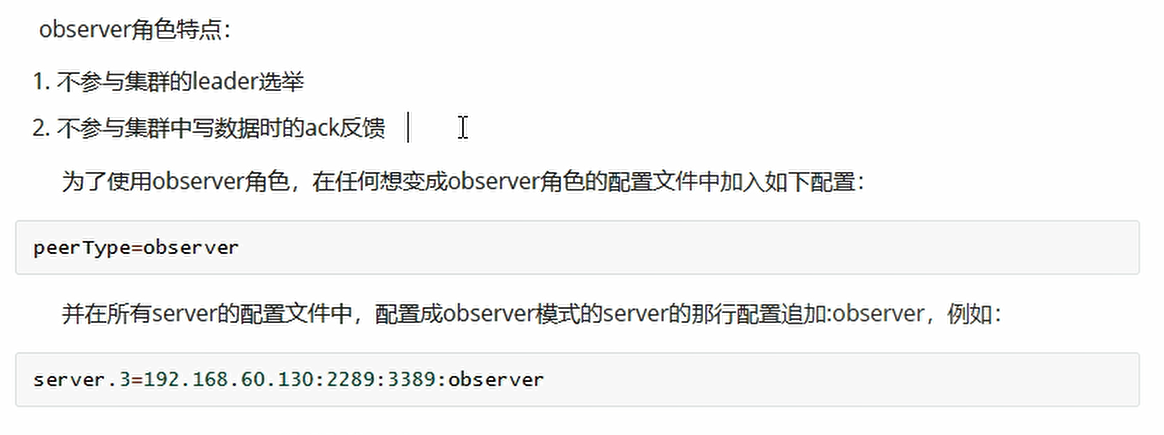 observer角色特点：
1. 不参与集群的leader选举
2. 不参与集群中写数据时的ack反馈
为了使用observer角色，在任何想变成observer角色的配置文件中加入如下配置：
peerType=observer
并在所有server的配置文件中，配置成observer模式的server的那行配置追加:observer，例如：
server.3=192.168.60.130:2289:3389:observer